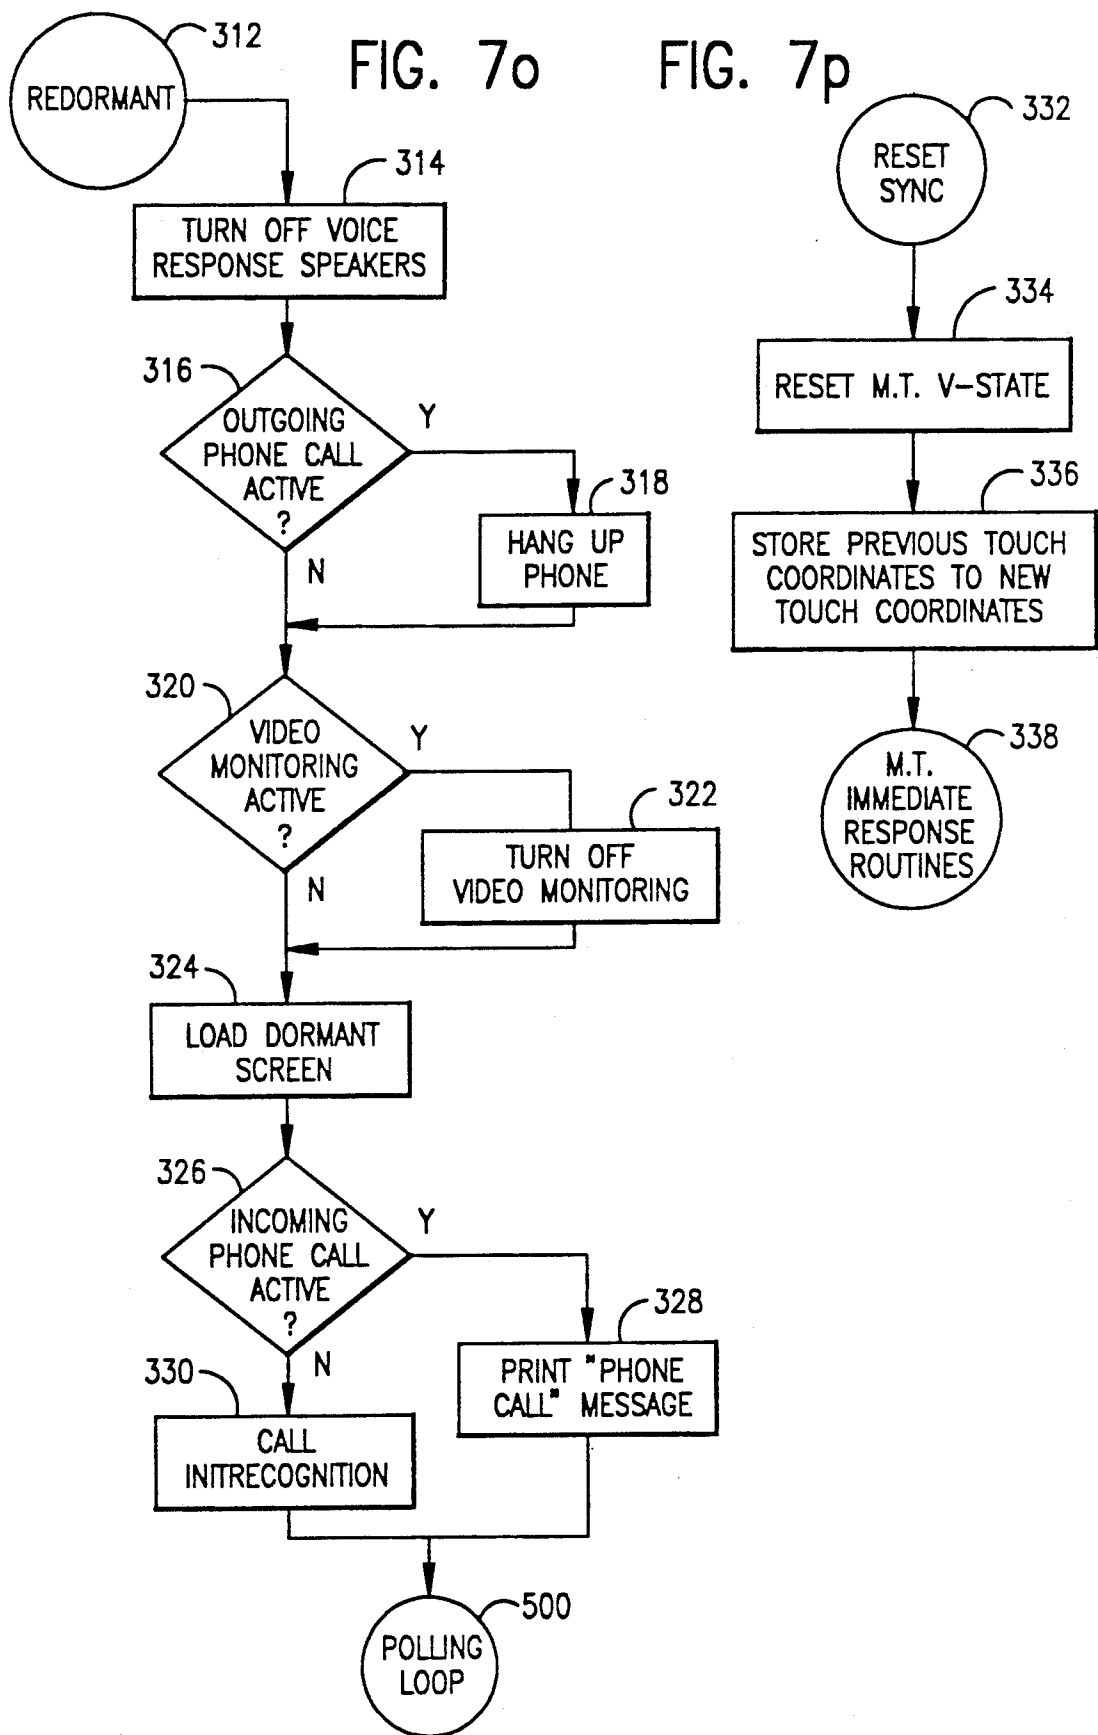 FIG. 7o
312
REDORMANT
314
TURN OFF VOICE
RESPONSE SPEAKERS
316
OUTGOING
PHONE CALL
ACTIVE
?
Y
N
318
HANG UP
PHONE
320
VIDEO
MONITORING
ACTIVE
?
Y
N
322
TURN OFF
VIDEO MONITORING
324
LOAD DORMANT
SCREEN
326
INCOMING
PHONE CALL
ACTIVE
?
Y
N
328
PRINT "PHONE
CALL" MESSAGE
330
CALL
INITRECOGNITION
500
POLLING
LOOP
FIG. 7p
332
RESET
SYNC
334
RESET M.T. V-STATE
336
STORE PREVIOUS TOUCH
COORDINATES TO NEW
TOUCH COORDINATES
338
M.T.
IMMEDIATE
RESPONSE
ROUTINES